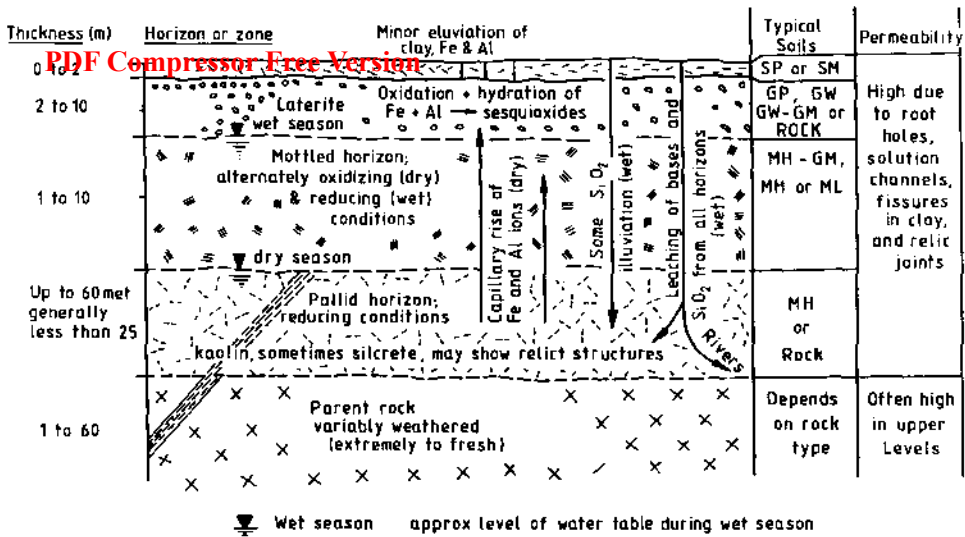 Thickness (m) Horizon or zone
Minor eluviation of
clay, Fe & Al
Typical
Soils
Permeability
PDF Compressor Free Version
0 to 2
SP or SM
2 to 10
Laterite
wet season
Oxidation + hydration of
Fe + Al → sesquioxides
GP, GW
GW-GM or
ROCK
High due
to root
holes,
solution
channels,
fissures
in clay,
and relic
joints
1 to 10
Mottled horizon;
alternately oxidizing (dry)
& reducing (wet)
conditions
dry season
MH - GM,
MH or ML
Capillary rise of
Fe and Al ions (dry)
Some SiO2
illuviation (wet)
Leaching of bases and
SiO2 from all horizons
(wet)
Rivers
Up to 60met
generally
less than 25
Pallid horizon;
reducing conditions
kaolin, sometimes silcrete, may show relict structures
MH
or
Rock
1 to 60
Parent rock
variably weathered
(extremely to fresh)
Depends
on rock
type
Often high
in upper
Levels
Wet season approx level of water table during wet season